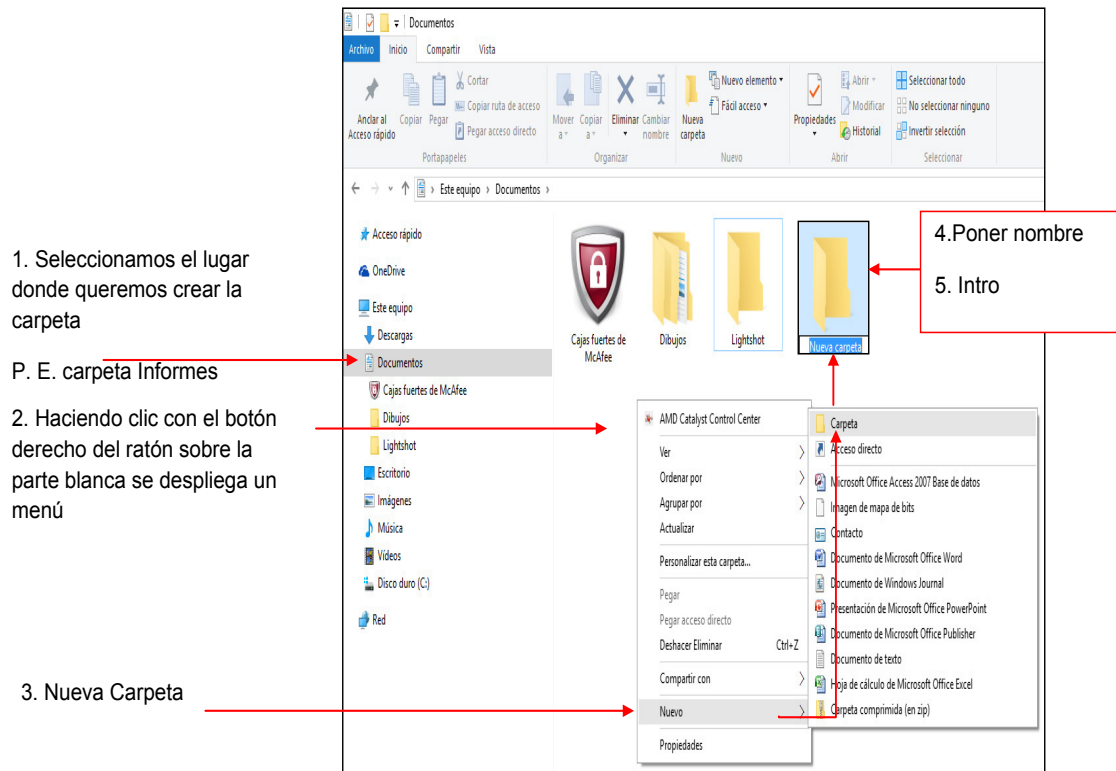 Documentos
Archivo Inicio Compartir Vista
Anclar al Acceso rápido
Copiar
Pegar
Cortar
Copiar ruta de acceso
Pegar acceso directo
Portapapeles
Mover a
Copiar a
Eliminar
Cambiar nombre
Organizar
Nueva carpeta
Nuevo elemento
Fácil acceso
Nuevo
Propiedades
Abrir
Modificar
Historial
Abrir
Seleccionar todo
No seleccionar ninguno
Invertir selección
Seleccionar
Este equipo › Documentos ›
1. Seleccionamos el lugar
donde queremos crear la
carpeta
P. E. carpeta Informes
2. Haciendo clic con el botón
derecho del ratón sobre la
parte blanca se despliega un
menú
3. Nueva Carpeta
Acceso rápido
OneDrive
Este equipo
Descargas
Documentos
Cajas fuertes de McAfee
Dibujos
Lightshot
Escritorio
Imágenes
Música
Vídeos
Disco duro (C:)
Red
Cajas fuertes de
McAfee
Dibujos
Lightshot
Nueva carpeta
4.Poner nombre
5. Intro
AMD Catalyst Control Center
Ver
Ordenar por
Agrupar por
Actualizar
Personalizar esta carpeta...
Pegar
Pegar acceso directo
Deshacer Eliminar Ctrl+Z
Compartir con
Nuevo
Propiedades
Carpeta
Acceso directo
Microsoft Office Access 2007 Base de datos
Imagen de mapa de bits
Contacto
Documento de Microsoft Office Word
Documento de Windows Journal
Presentación de Microsoft Office PowerPoint
Documento de Microsoft Office Publisher
Documento de texto
Hoja de cálculo de Microsoft Office Excel
Carpeta comprimida (en zip)